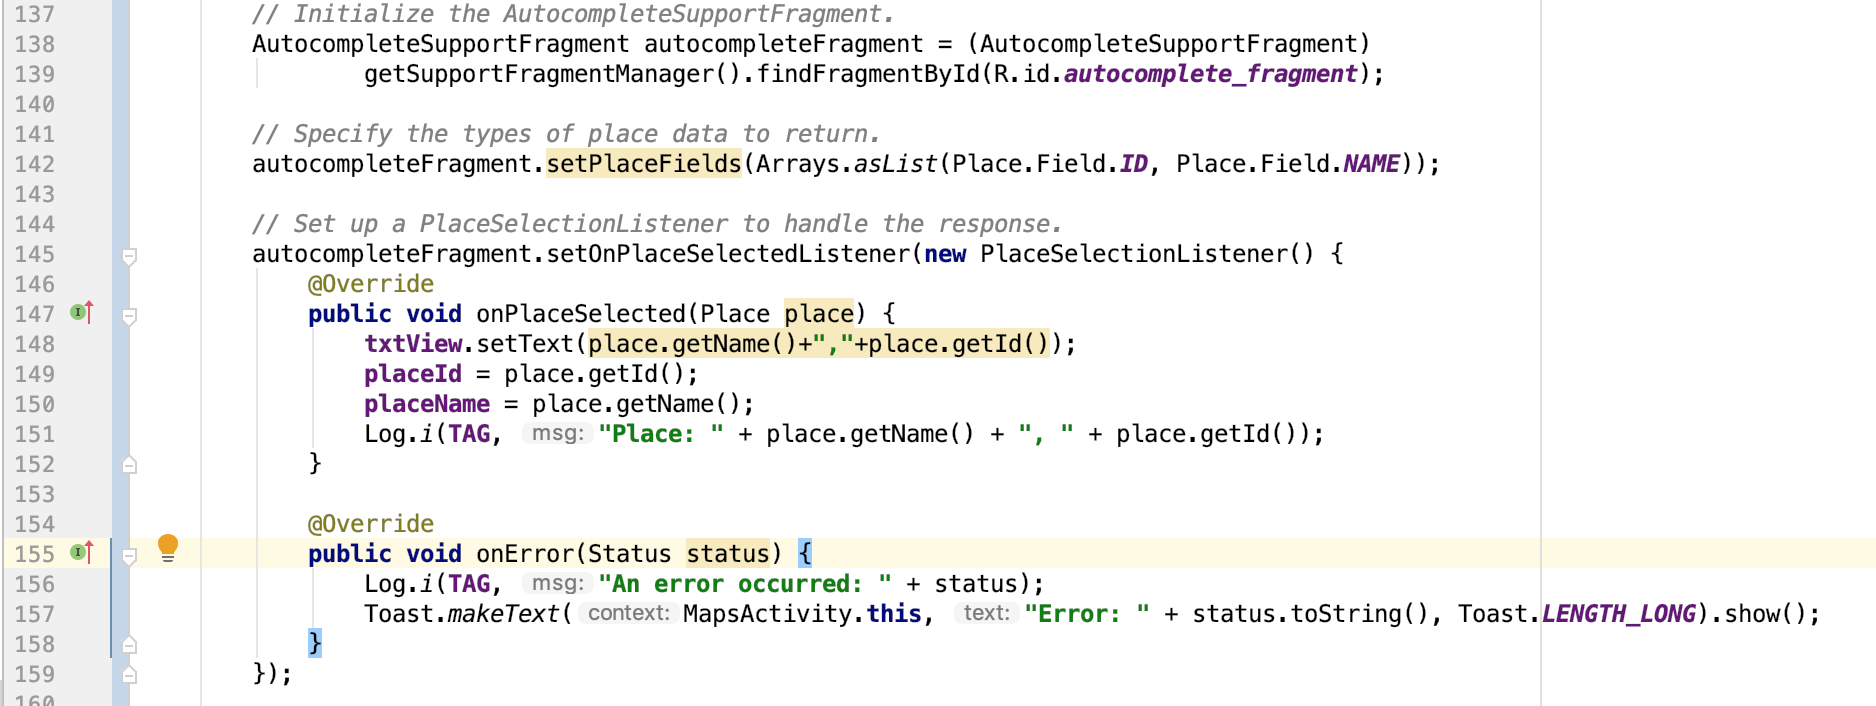 137 // Initialize the AutocompleteSupportFragment.
138 AutocompleteSupportFragment autocompleteFragment = (AutocompleteSupportFragment)
139 getSupportFragmentManager().findFragmentById(R.id.autocomplete_fragment);
140
141 // Specify the types of place data to return.
142 autocompleteFragment.setPlaceFields(Arrays.asList(Place.Field.ID, Place.Field.NAME));
143
144 // Set up a PlaceSelectionListener to handle the response.
145 autocompleteFragment.setOnPlaceSelectedListener(new PlaceSelectionListener() {
146 @Override
147 public void onPlaceSelected(Place place) {
148 txtView.setText(place.getName()+","+place.getId());
149 placeId = place.getId();
150 placeName = place.getName();
151 Log.i(TAG, msg: "Place: " + place.getName() + ", " + place.getId());
152 }
153
154 @Override
155 public void onError(Status status) {
156 Log.i(TAG, msg: "An error occurred: " + status);
157 Toast.makeText( context: MapsActivity.this, text: "Error: " + status.toString(), Toast.LENGTH_LONG).show();
158 }
159 });
160